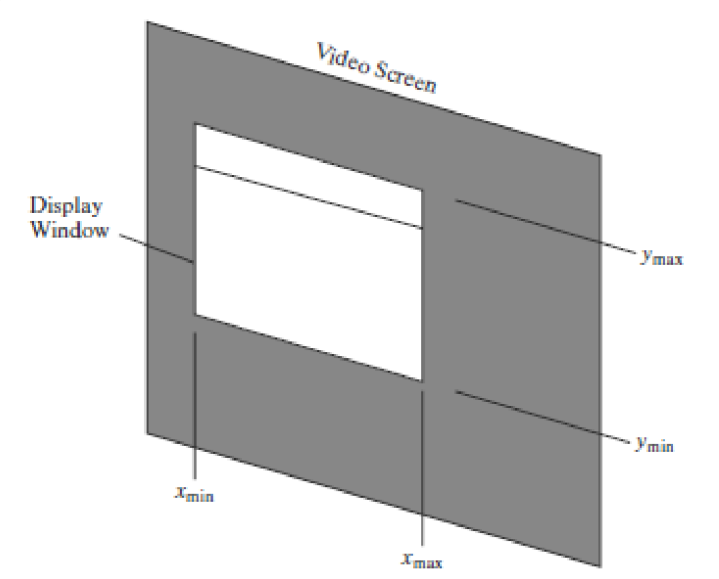 Video Screen
Display
Window
ymax
ymin
xmin
xmax